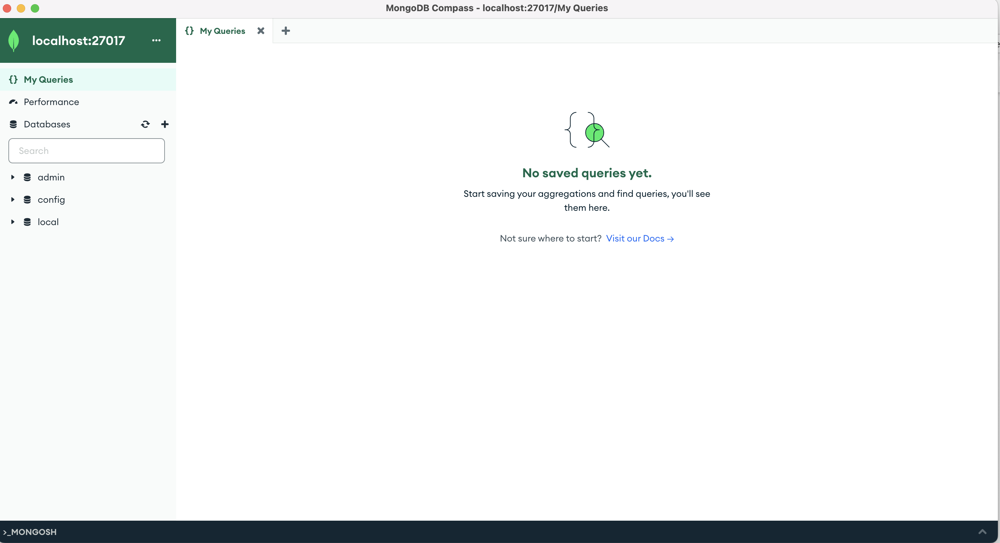 MongoDB Compass - localhost:27017/My Queries
localhost:27017
My Queries
Performance
Databases
Search
admin
config
local
{} My Queries
No saved queries yet.
Start saving your aggregations and find queries, you'll see
them here.
Not sure where to start? Visit our Docs →
>_MONGOSH